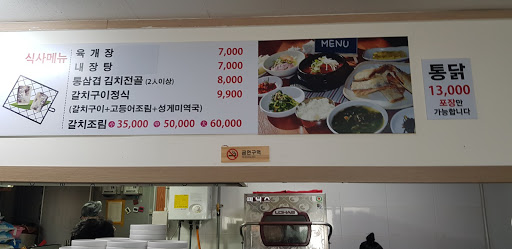 식사메뉴
육 개 장 7,000
내 장 탕 7,000
통삼겹 김치전골 (2人이상) 8,000
갈치구이정식 9,900
(갈치구이+고등어조림+성게미역국)
갈치조림 小 35,000 中 50,000 大 60,000
MENU
통닭
13,000
포장만
가능합니다
금연구역